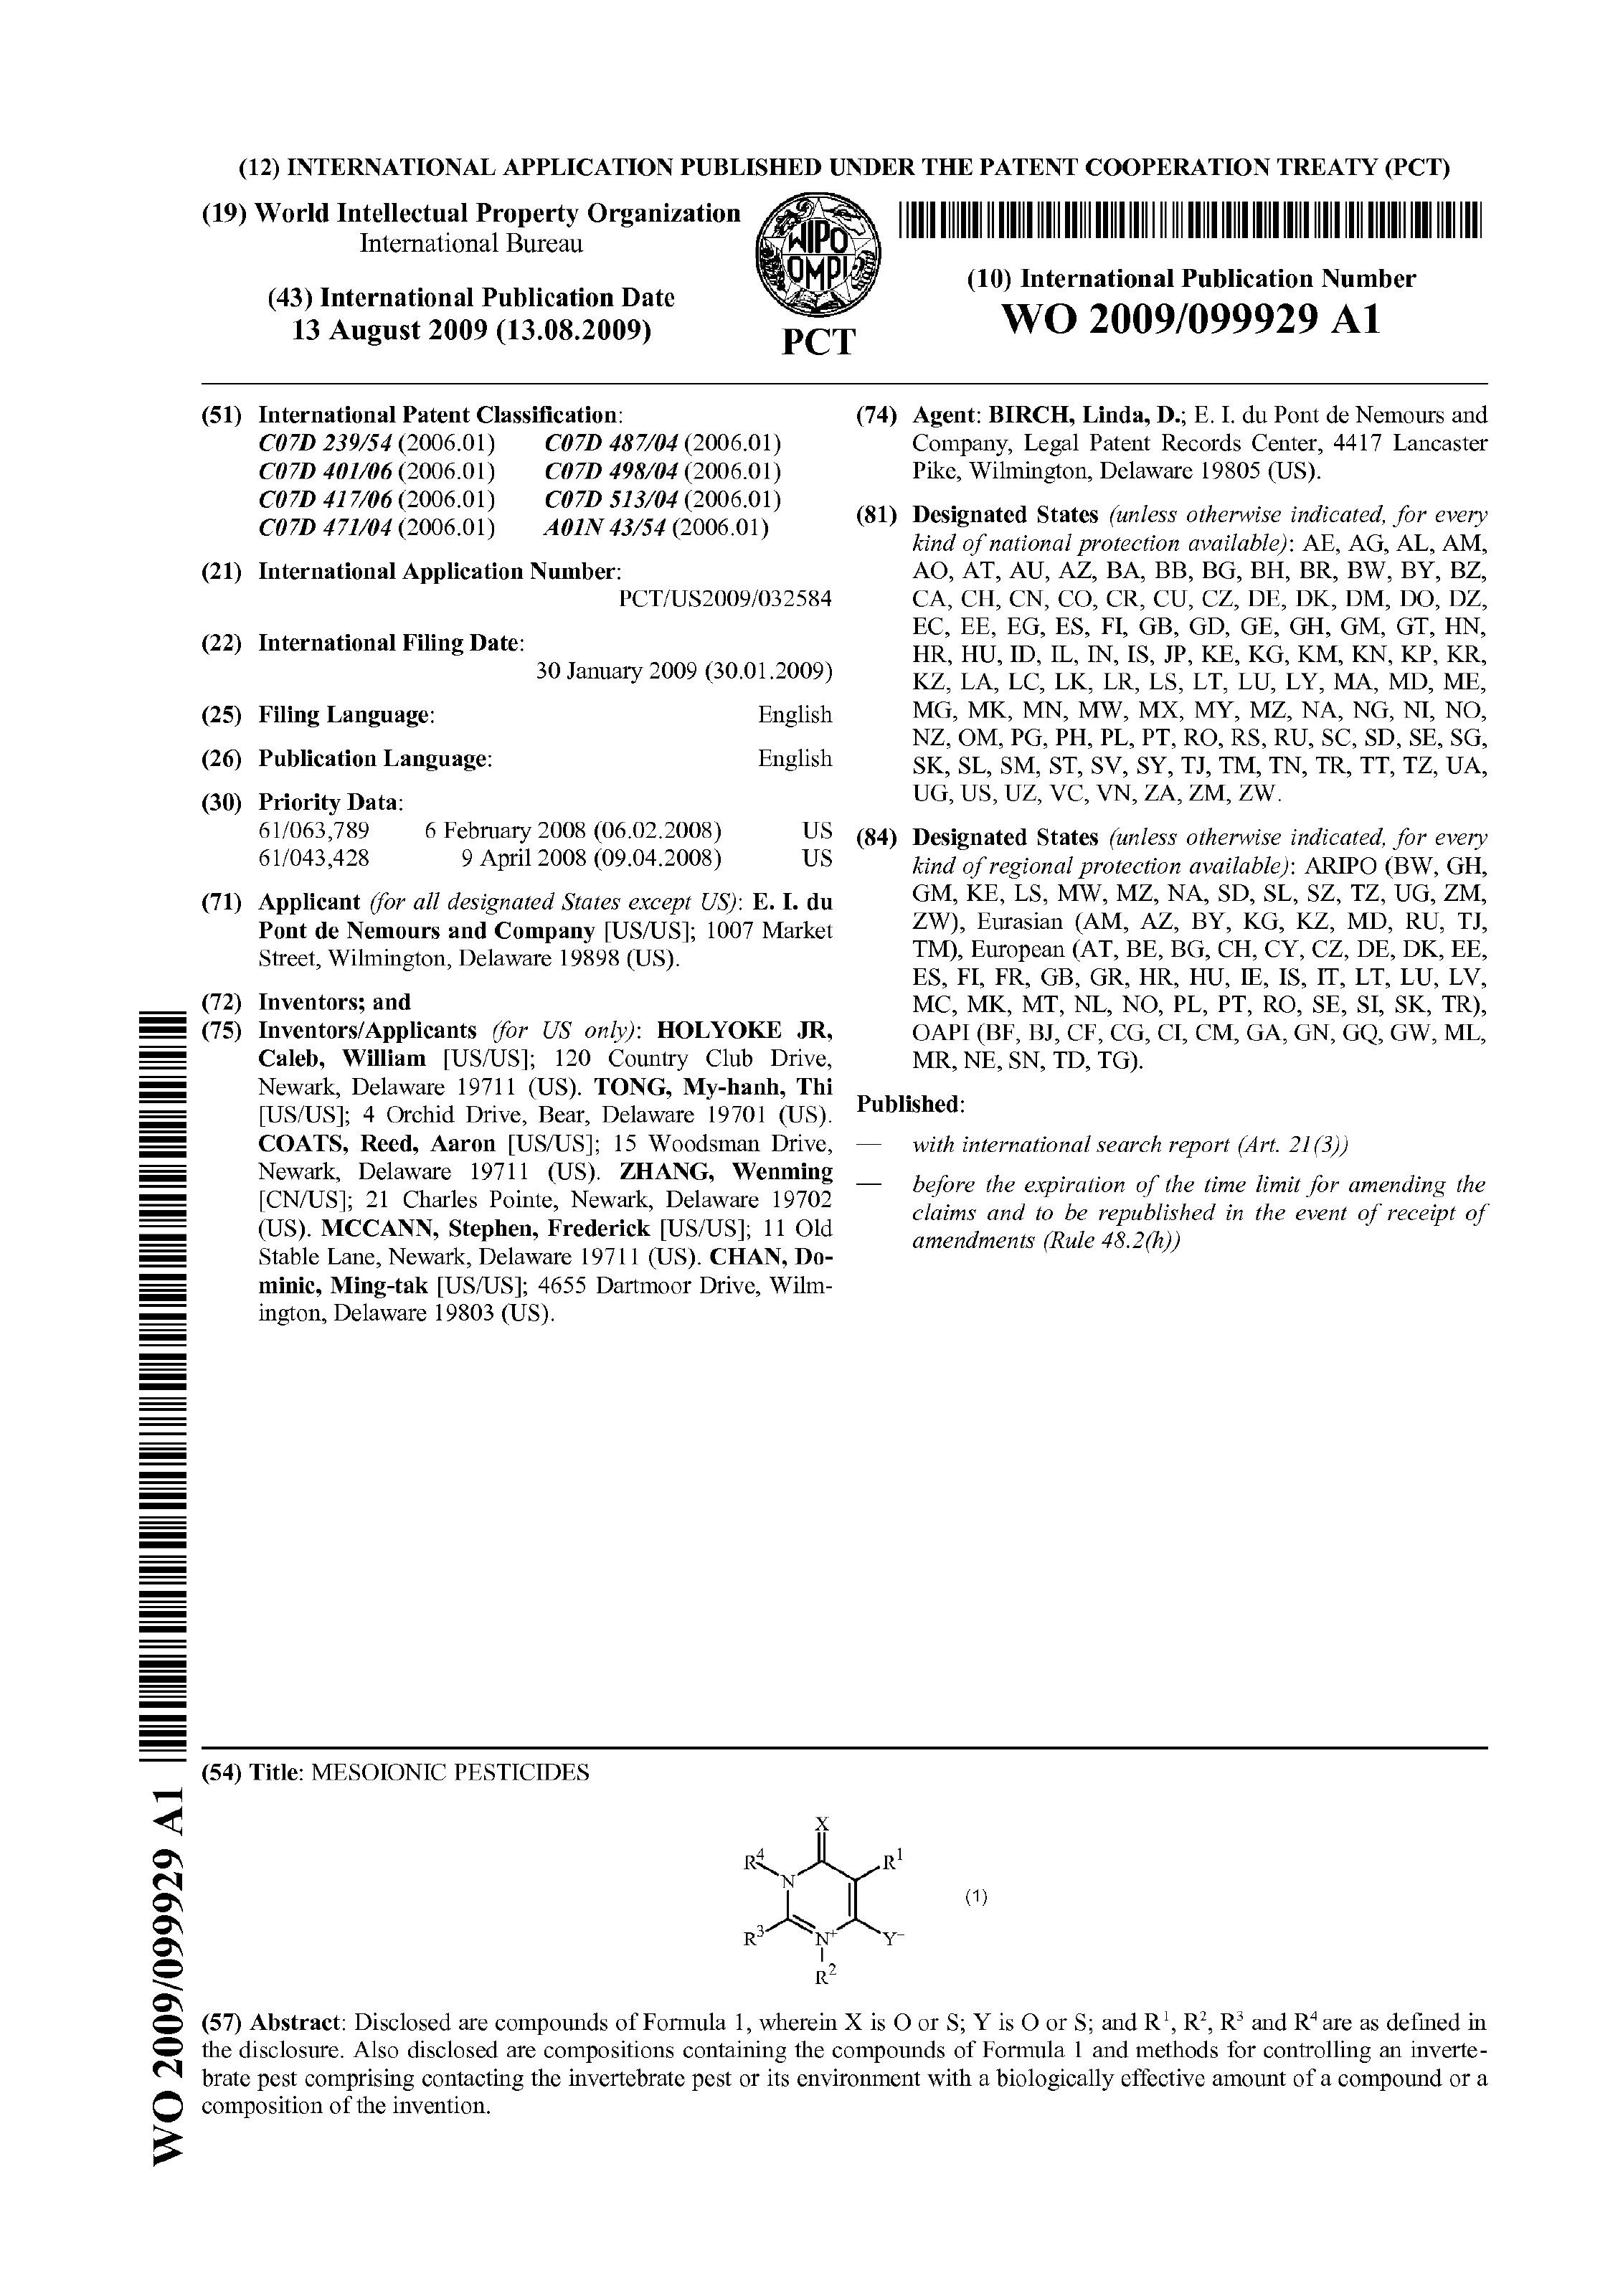 (12) INTERNATIONAL APPLICATION PUBLISHED UNDER THE PATENT COOPERATION TREATY (PCT)
(19) World Intellectual Property Organization
International Bureau
(43) International Publication Date
13 August 2009 (13.08.2009)
WIPO
OMPI
PCT
(10) International Publication Number
WO 2009/099929 A1
(51) International Patent Classification:
C07D 239/54 (2006.01) C07D 487/04 (2006.01)
C07D 401/06 (2006.01) C07D 498/04 (2006.01)
C07D 417/06 (2006.01) C07D 513/04 (2006.01)
C07D 471/04 (2006.01) A01N 43/54 (2006.01)
(21) International Application Number:
PCT/US2009/032584
(22) International Filing Date:
30 January 2009 (30.01.2009)
(25) Filing Language: English
(26) Publication Language: English
(30) Priority Data:
61/063,789 6 February 2008 (06.02.2008) US
61/043,428 9 April 2008 (09.04.2008) US
(71) Applicant (for all designated States except US): E. I. du
Pont de Nemours and Company [US/US]; 1007 Market
Street, Wilmington, Delaware 19898 (US).
(72) Inventors; and
(75) Inventors/Applicants (for US only): HOLYOKE JR,
Caleb, William [US/US]; 120 Country Club Drive,
Newark, Delaware 19711 (US). TONG, My-hanh, Thi
[US/US]; 4 Orchid Drive, Bear, Delaware 19701 (US).
COATS, Reed, Aaron [US/US]; 15 Woodsman Drive,
Newark, Delaware 19711 (US). ZHANG, Wenming
[CN/US]; 21 Charles Pointe, Newark, Delaware 19702
(US). MCCANN, Stephen, Frederick [US/US]; 11 Old
Stable Lane, Newark, Delaware 19711 (US). CHAN, Do-
minic, Ming-tak [US/US]; 4655 Dartmoor Drive, Wilm-
ington, Delaware 19803 (US).
(74) Agent: BIRCH, Linda, D.; E. I. du Pont de Nemours and
Company, Legal Patent Records Center, 4417 Lancaster
Pike, Wilmington, Delaware 19805 (US).
(81) Designated States (unless otherwise indicated, for every
kind of national protection available): AE, AG, AL, AM,
AO, AT, AU, AZ, BA, BB, BG, BH, BR, BW, BY, BZ,
CA, CH, CN, CO, CR, CU, CZ, DE, DK, DM, DO, DZ,
EC, EE, EG, ES, FI, GB, GD, GE, GH, GM, GT, HN,
HR, HU, ID, IL, IN, IS, JP, KE, KG, KM, KN, KP, KR,
KZ, LA, LC, LK, LR, LS, LT, LU, LY, MA, MD, ME,
MG, MK, MN, MW, MX, MY, MZ, NA, NG, NI, NO,
NZ, OM, PG, PH, PL, PT, RO, RS, RU, SC, SD, SE, SG,
SK, SL, SM, ST, SV, SY, TJ, TM, TN, TR, TT, TZ, UA,
UG, US, UZ, VC, VN, ZA, ZM, ZW.
(84) Designated States (unless otherwise indicated, for every
kind of regional protection available): ARIPO (BW, GH,
GM, KE, LS, MW, MZ, NA, SD, SL, SZ, TZ, UG, ZM,
ZW), Eurasian (AM, AZ, BY, KG, KZ, MD, RU, TJ,
TM), European (AT, BE, BG, CH, CY, CZ, DE, DK, EE,
ES, FI, FR, GB, GR, HR, HU, IE, IS, IT, LT, LU, LV,
MC, MK, MT, NL, NO, PL, PT, RO, SE, SI, SK, TR),
OAPI (BF, BJ, CF, CG, CI, CM, GA, GN, GQ, GW, ML,
MR, NE, SN, TD, TG).
Published:
— with international search report (Art. 21(3))
— before the expiration of the time limit for amending the
claims and to be republished in the event of receipt of
amendments (Rule 48.2(h))
WO 2009/099929 A1
(54) Title: MESOIONIC PESTICIDES
X
R⁴ R¹
N
(1)
R³ N⁺ Y⁻
R²
(57) Abstract: Disclosed are compounds of Formula 1, wherein X is O or S; Y is O or S; and R¹, R², R³ and R⁴ are as defined in
the disclosure. Also disclosed are compositions containing the compounds of Formula 1 and methods for controlling an inverte-
brate pest comprising contacting the invertebrate pest or its environment with a biologically effective amount of a compound or a
composition of the invention.